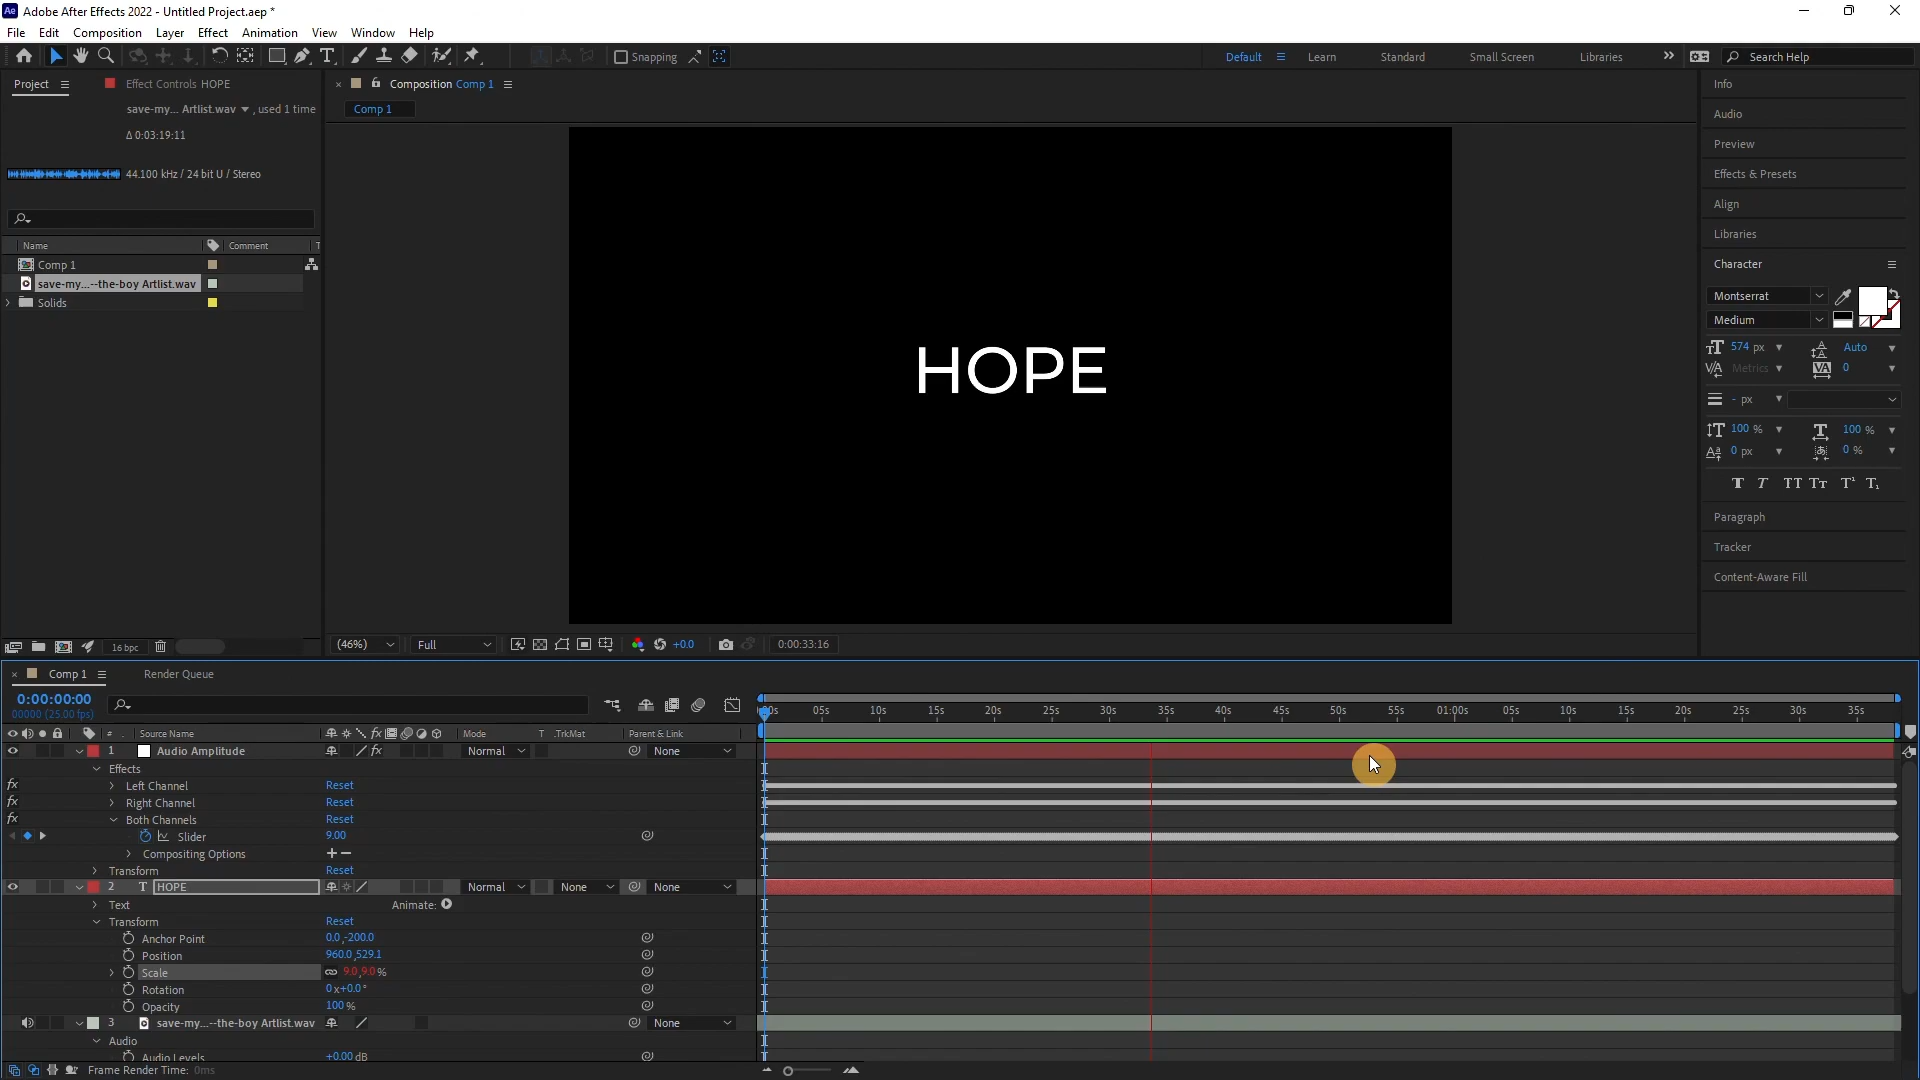 Ae Adobe After Effects 2022 - Untitled Project.aep *
File Edit Composition Layer Effect Animation View Window Help
Snapping Default Learn Standard Small Screen Libraries Search Help
Project Effect Controls HOPE
save-my... Artlist.wav , used 1 time
Δ 0:03:19:11
44.100 kHz / 24 bit U / Stereo
Name Comment T
Comp 1
save-my...--the-boy Artlist.wav
Solids
16 bpc
Composition Comp 1
Comp 1
HOPE
(46%) Full +0.0 0:00:33:16
Info
Audio
Preview
Effects & Presets
Align
Libraries
Character
Montserrat
Medium
574 px Auto
Metrics 0
- px
100 % 100 %
0 px 0 %
T T TT Tт T¹ T₁
Paragraph
Tracker
Content-Aware Fill
Comp 1 Render Queue
0:00:00:00
00000 (25.00 fps)
00s 05s 10s 15s 20s 25s 30s 35s 40s 45s 50s 55s 01:00s 05s 10s 15s 20s 25s 30s 35s
# Source Name Mode T .TrkMat Parent & Link
1 Audio Amplitude Normal None
Effects
Left Channel Reset
Right Channel Reset
Both Channels Reset
Slider 9.00
Compositing Options + −
Transform Reset
2 T HOPE Normal None None
Text Animate:
Transform Reset
Anchor Point 0.0,-200.0
Position 960.0,529.1
Scale 9.0,9.0 %
Rotation 0x+0.0°
Opacity 100 %
3 save-my...--the-boy Artlist.wav None
Audio
Audio Levels +0.00 dB
Frame Render Time: 0ms